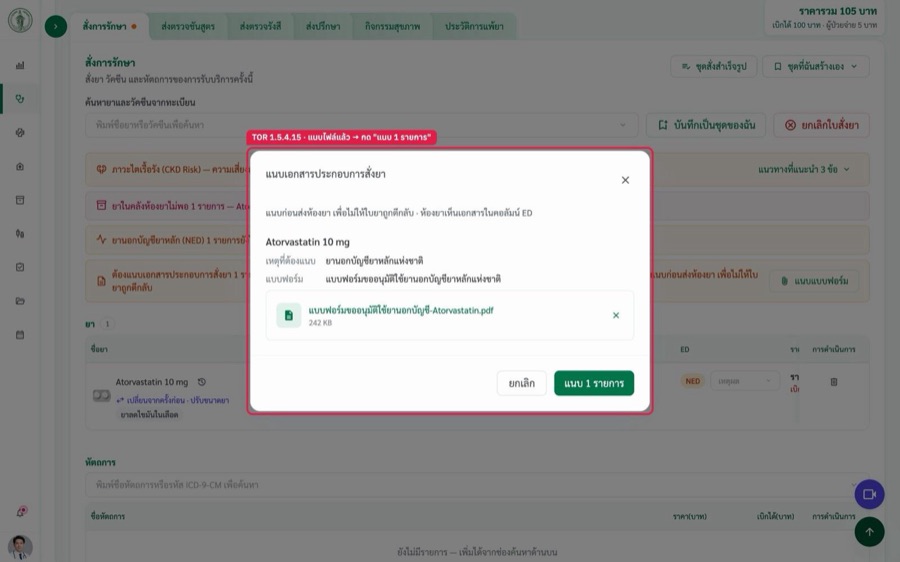 ราคารวม 105 บาท
เบิกได้ 100 บาท · ผู้ป่วยจ่าย 5 บาท
สั่งการรักษา
ส่งตรวจชันสูตร
ส่งตรวจรังสี
ส่งปรึกษา
กิจกรรมสุขภาพ
ประวัติการแพ้ยา
สั่งการรักษา
สั่งยา วัคซีน และหัตถการของการรับบริการครั้งนี้
ชุดสั่งสำเร็จรูป
ชุดที่ฉันสร้างเอง
ค้นหายาและวัคซีนจากทะเบียน
พิมพ์ชื่อยาหรือวัคซีนเพื่อค้นหา
บันทึกเป็นชุดของฉัน
ยกเลิกใบสั่งยา
TOR 1.5.4.15 · แนบไฟล์แล้ว → กด "แนบ 1 รายการ"
ภาวะไตเรื้อรัง (CKD Risk) — ความเสี่ย
แนวทางที่แนะนำ 3 ข้อ
ยาในคลังห้องยาไม่พอ 1 รายการ — Ato
ยานอกบัญชียาหลัก (NED) 1 รายการยั
ต้องแนบเอกสารประกอบการสั่งยา 1 ร
แนบก่อนส่งห้องยา เพื่อไม่ให้ใบ
ยาถูกตีกลับ
แนบแบบฟอร์ม
แนบเอกสารประกอบการสั่งยา
แนบก่อนส่งห้องยา เพื่อไม่ให้ใบยาถูกตีกลับ · ห้องยาเห็นเอกสารในคอลัมน์ ED
Atorvastatin 10 mg
เหตุที่ต้องแนบ ยานอกบัญชียาหลักแห่งชาติ
แบบฟอร์ม แบบฟอร์มขออนุมัติใช้ยานอกบัญชียาหลักแห่งชาติ
แบบฟอร์มขออนุมัติใช้ยานอกบัญชี-Atorvastatin.pdf
242 KB
ยกเลิก
แนบ 1 รายการ
ยา 1
ชื่อยา
ED
รา
การดำเนินการ
Atorvastatin 10 mg
NED
เหตุผล
รา
เบิก
เปลี่ยนจากครั้งก่อน · ปรับขนาดยา
ยาลดไขมันในเลือด
หัตถการ
พิมพ์ชื่อหัตถการหรือรหัส ICD-9-CM เพื่อค้นหา
ชื่อหัตถการ
ราคา(บาท)
เบิกได้(บาท)
การดำเนินการ
ยังไม่มีรายการ — เพิ่มได้จากช่องค้นหาด้านบน